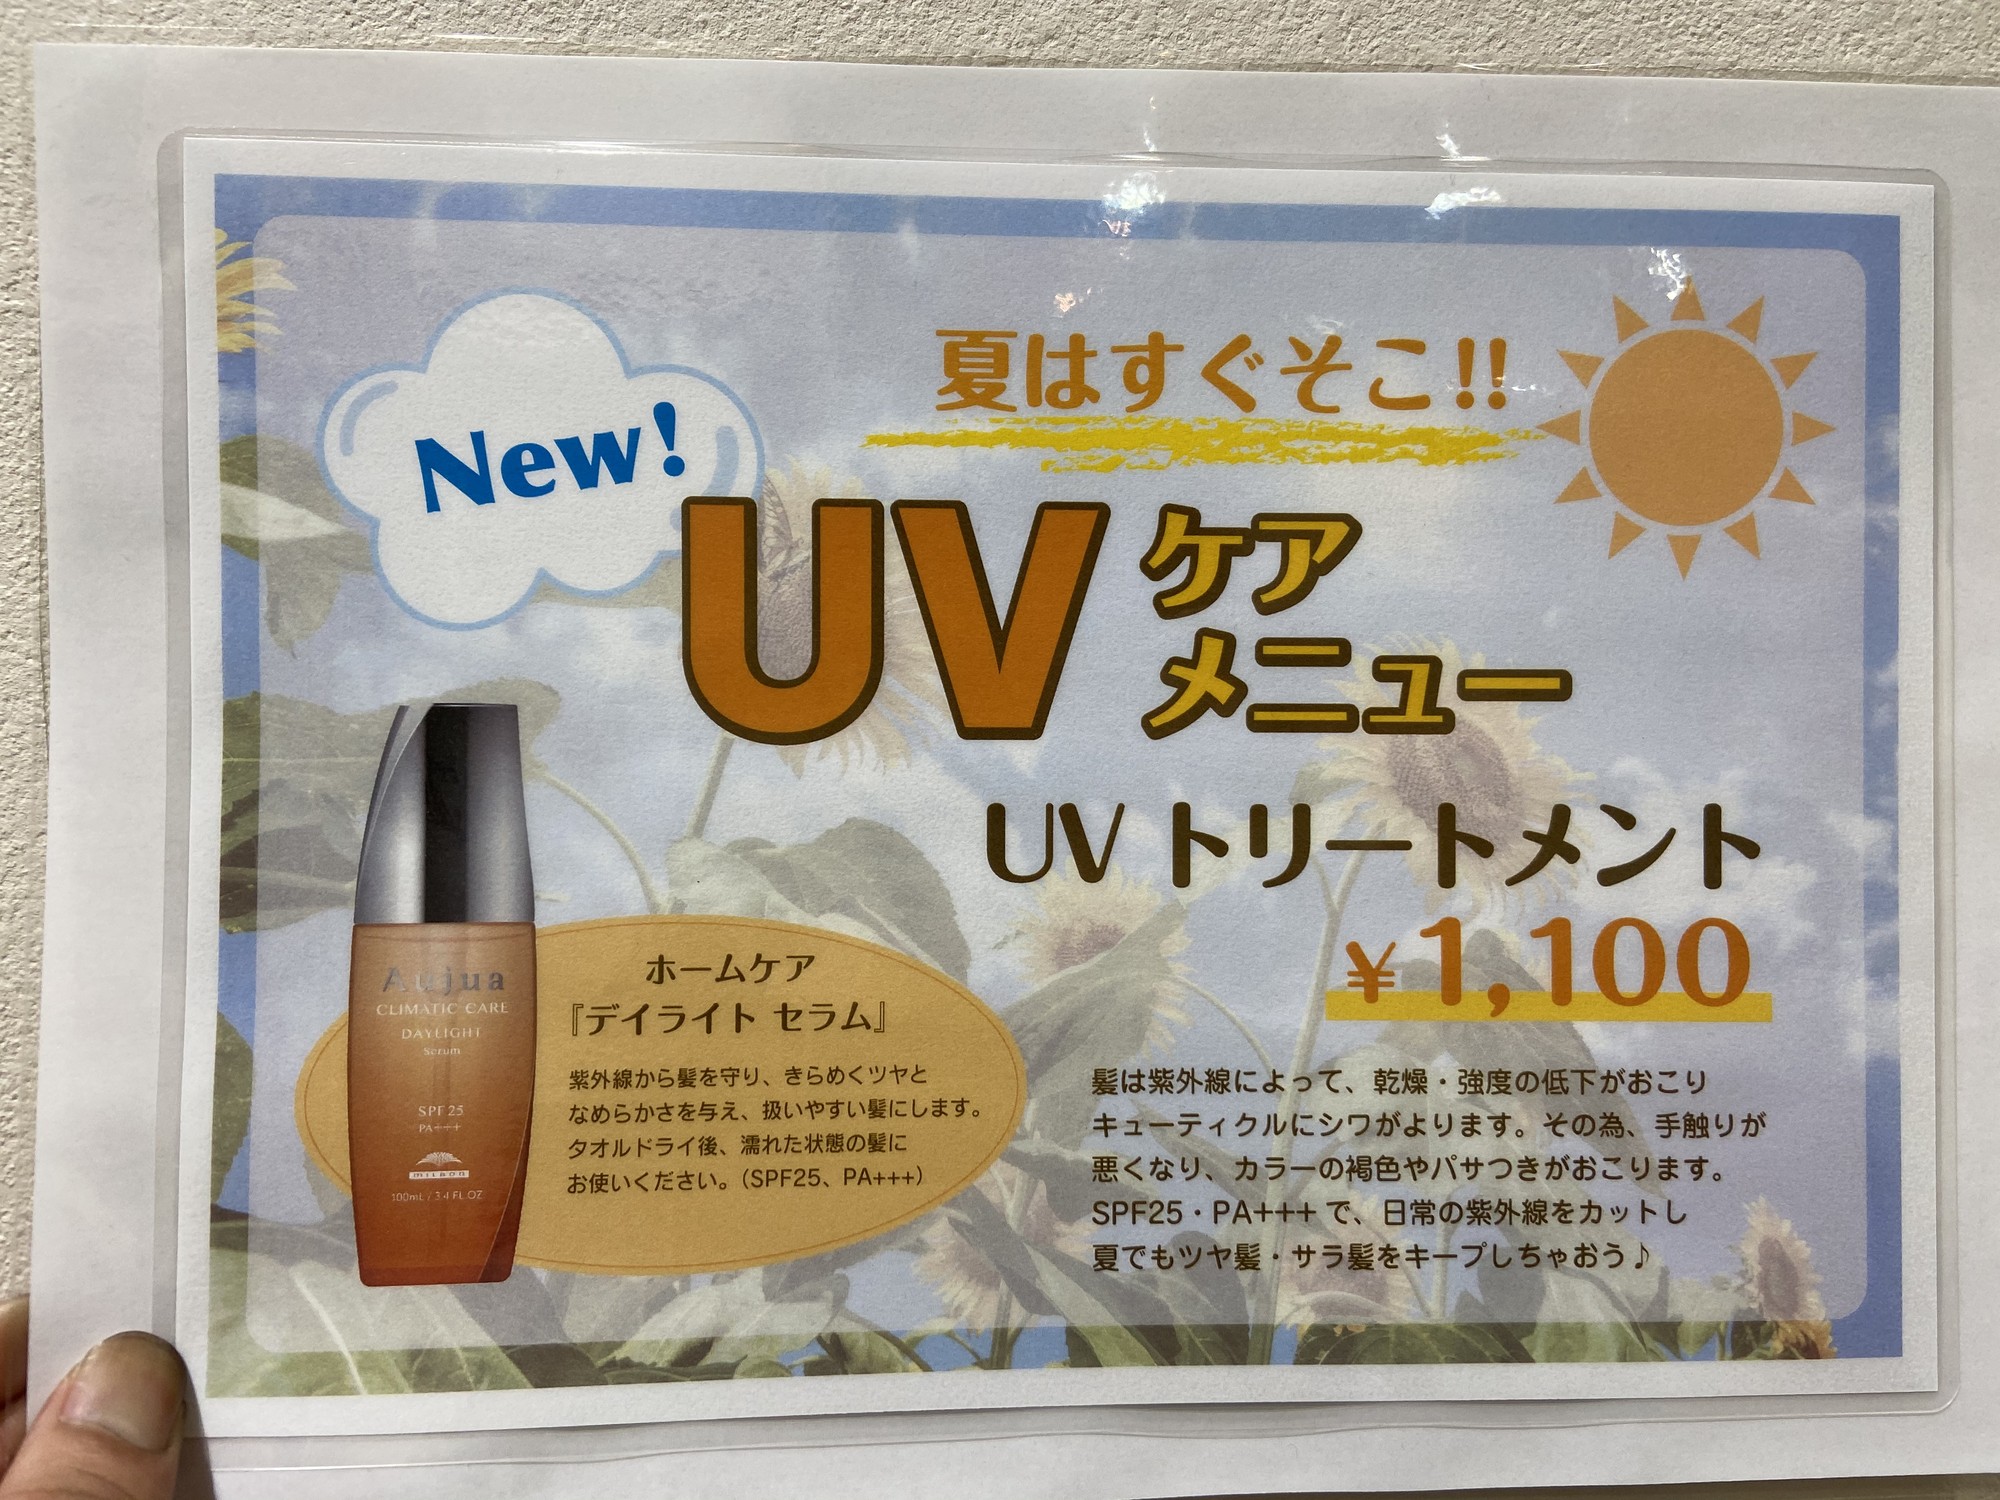 New!
夏はすぐそこ!!
UV ケア
メニュー
UV トリートメント
¥1,100
髪は紫外線によって、乾燥・強度の低下がおこり
キューティクルにシワがよります。その為、手触りが
悪くなり、カラーの褐色やパサつきがおこります。
SPF25・PA+++で、日常の紫外線をカットし
夏でもツヤ髪・サラ髪をキープしちゃおう♪
ホームケア
『デイライト セラム』
紫外線から髪を守り、きらめくツヤと
なめらかさを与え、扱いやすい髪にします。
タオルドライ後、濡れた状態の髪に
お使いください。（SPF25、PA+++）
Aujua
CLIMATIC CARE
DAYLIGHT
Serum
SPF 25
PA+++
MILBON
100mL / 3.4 FL OZ